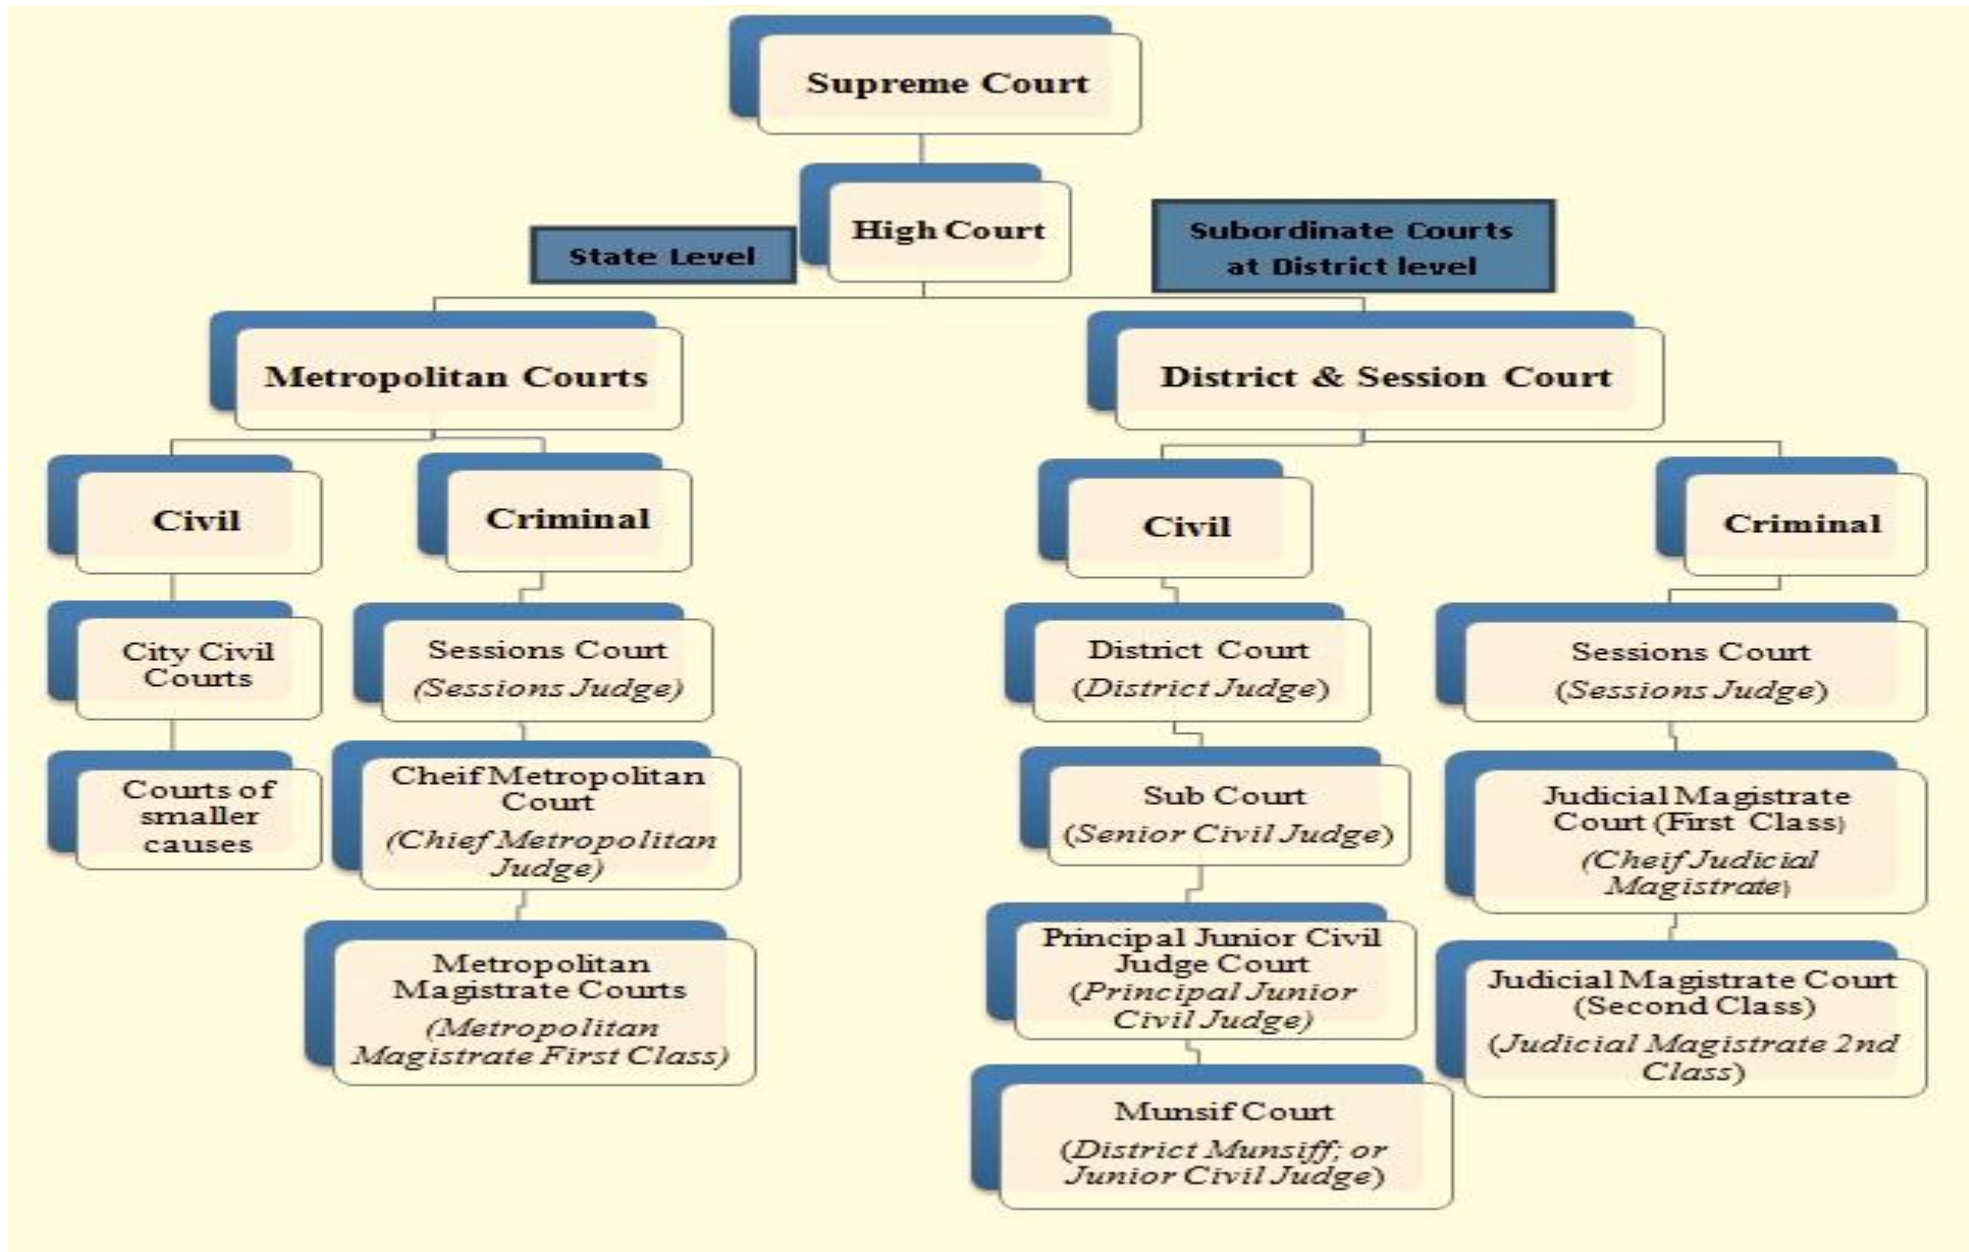 Supreme Court
High Court
State Level
Subordinate Courts
at District level
Metropolitan Courts
District & Session Court
Civil
Criminal
Civil
Criminal
City Civil
Courts
Sessions Court
(Sessions Judge)
District Court
(District Judge)
Sessions Court
(Sessions Judge)
Courts of
smaller
causes
Cheif Metropolitan
Court
(Chief Metropolitan
Judge)
Sub Court
(Senior Civil Judge)
Judicial Magistrate
Court (First Class)
(Cheif Judicial
Magistrate)
Metropolitan
Magistrate Courts
(Metropolitan
Magistrate First Class)
Principal Junior Civil
Judge Court
(Principal Junior
Civil Judge)
Judicial Magistrate Court
(Second Class)
(Judicial Magistrate 2nd
Class)
Munsif Court
(District Munsiff; or
Junior Civil Judge)